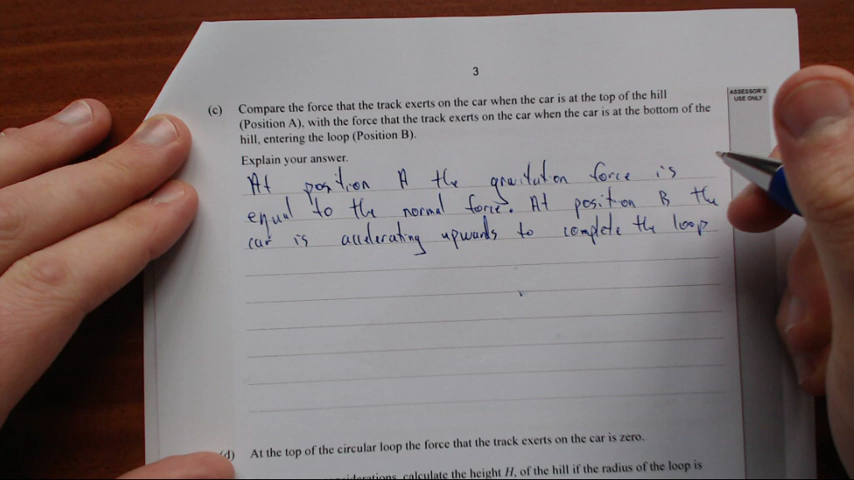 3
ASSESSOR'S
USE ONLY
(c) Compare the force that the track exerts on the car when the car is at the top of the hill
(Position A), with the force that the track exerts on the car when the car is at the bottom of the
hill, entering the loop (Position B).
Explain your answer.
At position A the gravitation force is
equal to the normal force. At position B the
car is accelerating upwards to complete the loop
(d) At the top of the circular loop the force that the track exerts on the car is zero.
calculate the height H, of the hill if the radius of the loop is